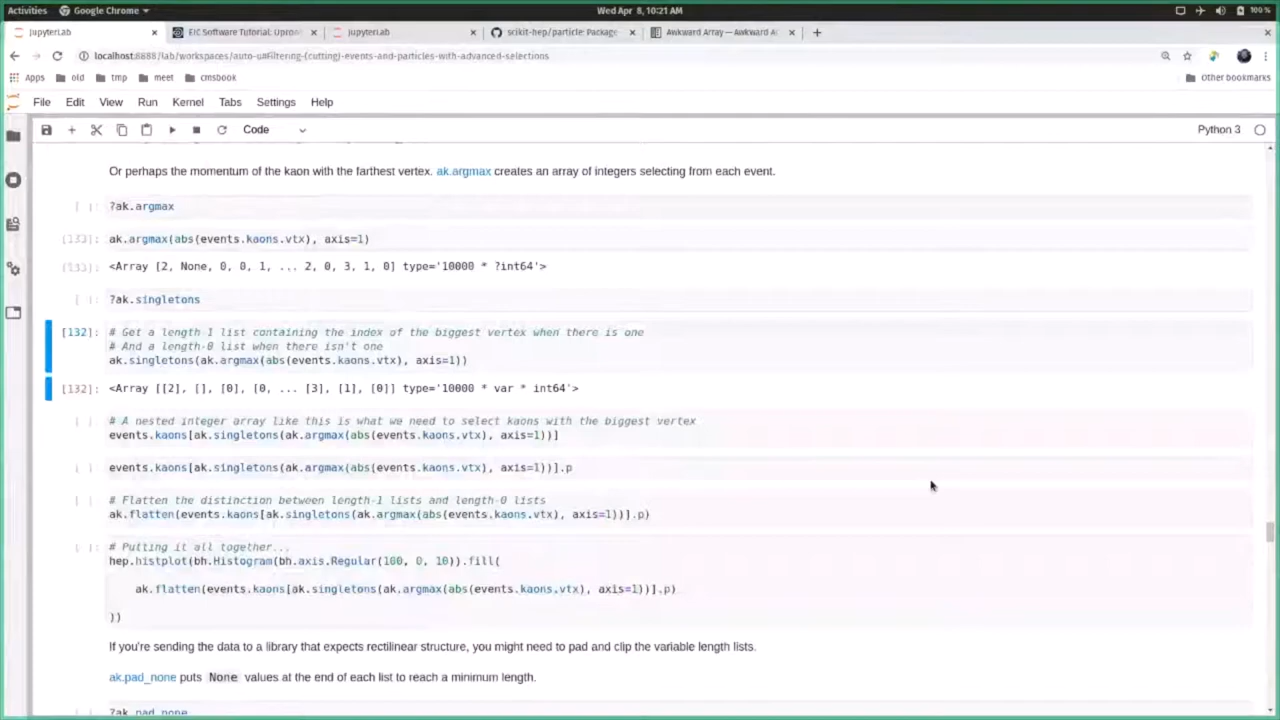 Activities Google Chrome Wed Apr 8, 10:21 AM 100 %
JupyterLab EIC Software Tutorial: Uproo JupyterLab scikit-hep/particle: Package Awkward Array — Awkward A
localhost:8888/lab/workspaces/auto-u#Filtering-(cutting)-events-and-particles-with-advanced-selections
Apps old tmp meet cmsbook Other bookmarks
File Edit View Run Kernel Tabs Settings Help
Code Python 3
Or perhaps the momentum of the kaon with the farthest vertex. ak.argmax creates an array of integers selecting from each event.
[ ]: ?ak.argmax
[133]: ak.argmax(abs(events.kaons.vtx), axis=1)
[133]: <Array [2, None, 0, 0, 1, ... 2, 0, 3, 1, 0] type='10000 * ?int64'>
[ ]: ?ak.singletons
[132]: # Get a length-1 list containing the index of the biggest vertex when there is one
# And a length-0 list when there isn't one
ak.singletons(ak.argmax(abs(events.kaons.vtx), axis=1))
[132]: <Array [[2], [], [0], [0, ... [3], [1], [0]] type='10000 * var * int64'>
[ ]: # A nested integer array like this is what we need to select kaons with the biggest vertex
events.kaons[ak.singletons(ak.argmax(abs(events.kaons.vtx), axis=1))]
[ ]: events.kaons[ak.singletons(ak.argmax(abs(events.kaons.vtx), axis=1))].p
[ ]: # Flatten the distinction between length-1 lists and length-0 lists
ak.flatten(events.kaons[ak.singletons(ak.argmax(abs(events.kaons.vtx), axis=1))].p)
[ ]: # Putting it all together...
hep.histplot(bh.Histogram(bh.axis.Regular(100, 0, 10)).fill(
ak.flatten(events.kaons[ak.singletons(ak.argmax(abs(events.kaons.vtx), axis=1))].p)
))
If you're sending the data to a library that expects rectilinear structure, you might need to pad and clip the variable length lists.
ak.pad_none puts None values at the end of each list to reach a minimum length.
[ ]: ?ak.pad_none